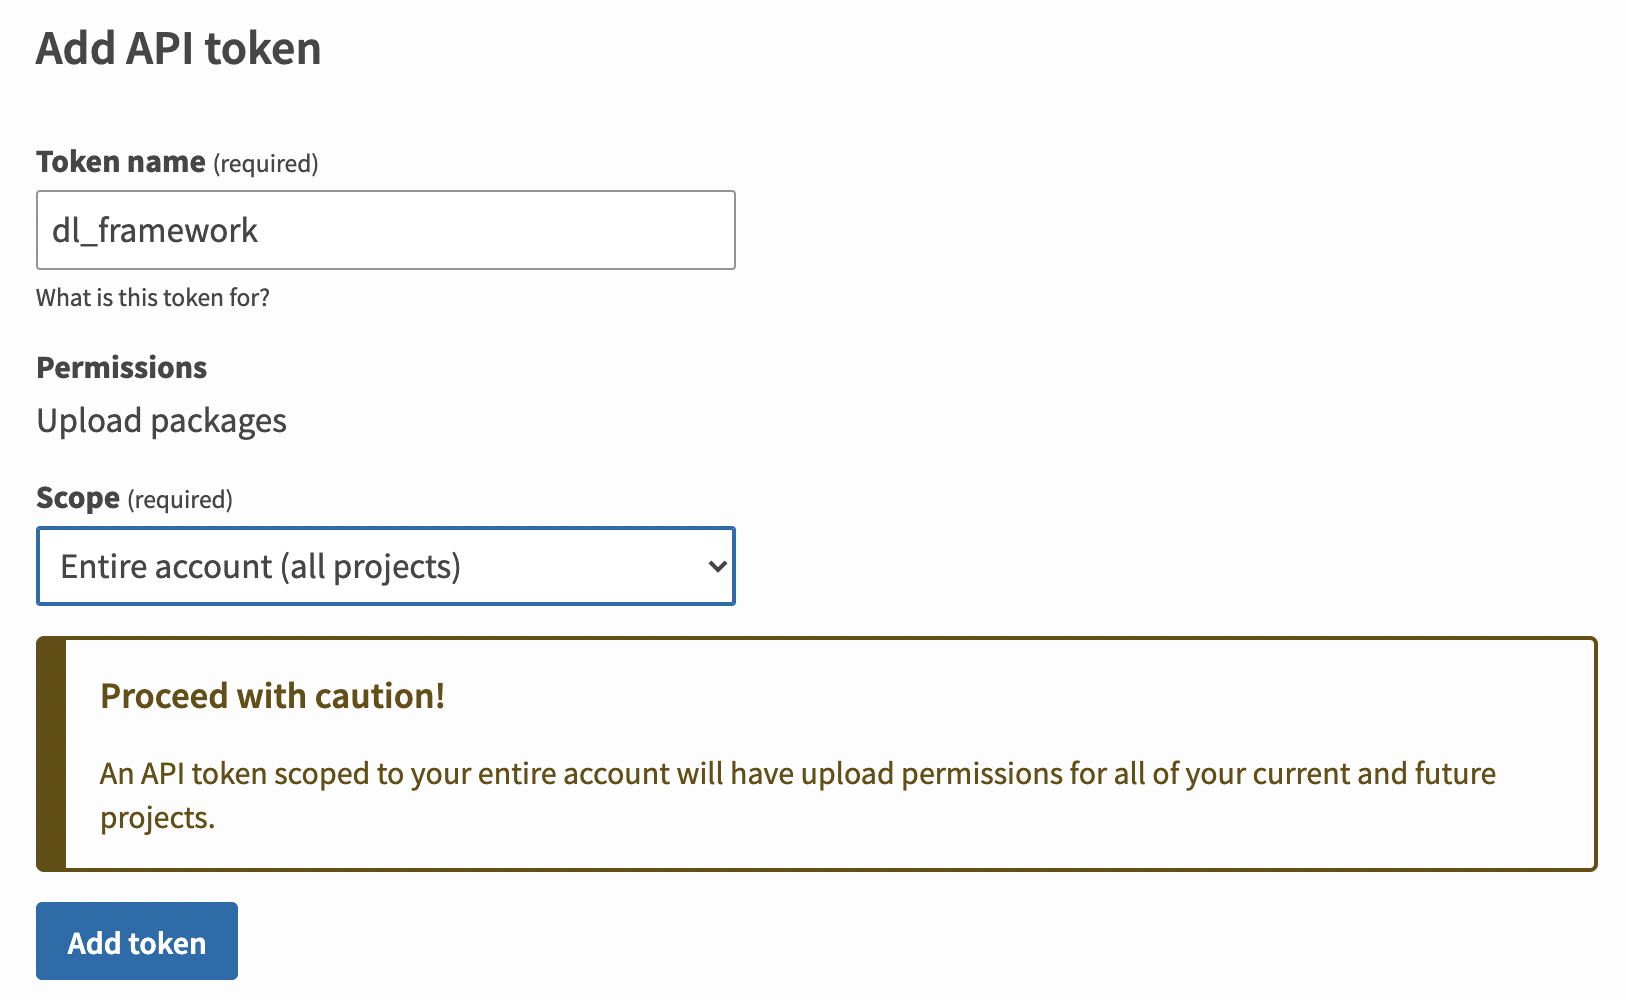 Add API token
Token name (required)
dl_framework
What is this token for?
Permissions
Upload packages
Scope (required)
Entire account (all projects)
Proceed with caution!
An API token scoped to your entire account will have upload permissions for all of your current and future
projects.
Add token